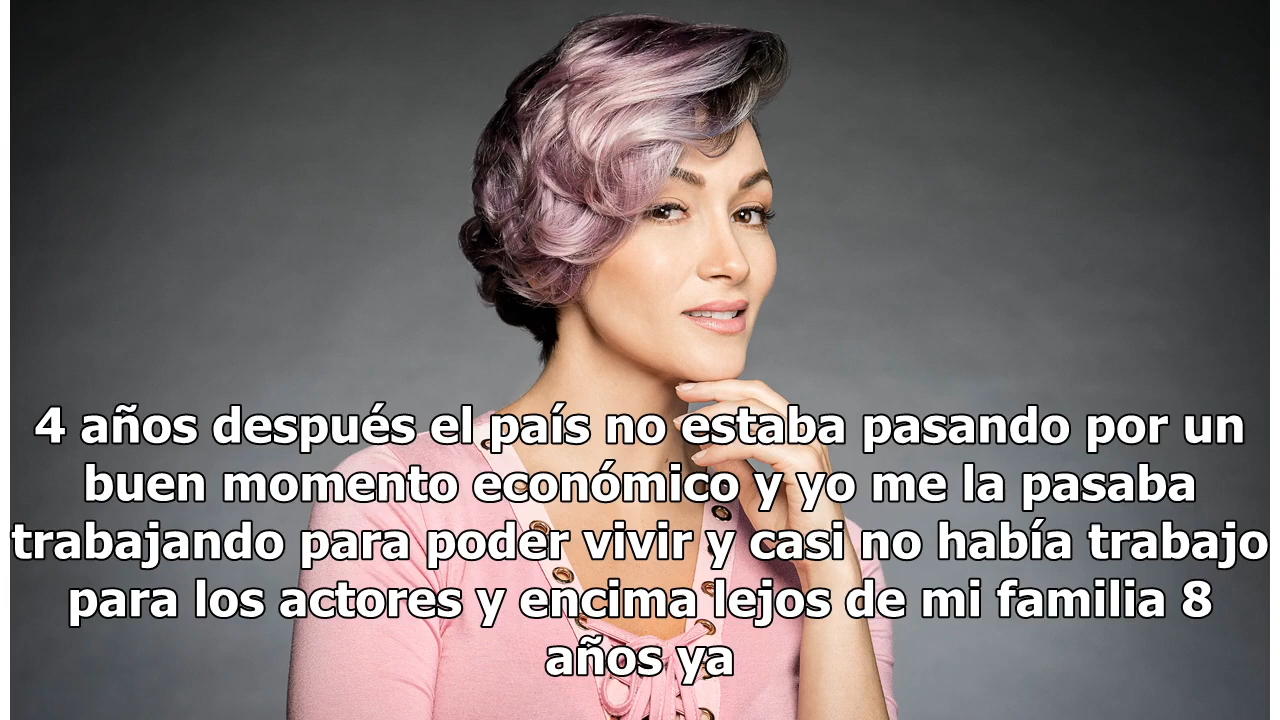 4 años después el país no estaba pasando por un
buen momento económico y yo me la pasaba
trabajando para poder vivir y casi no había trabajo
para los actores y encima lejos de mi familia 8
años ya